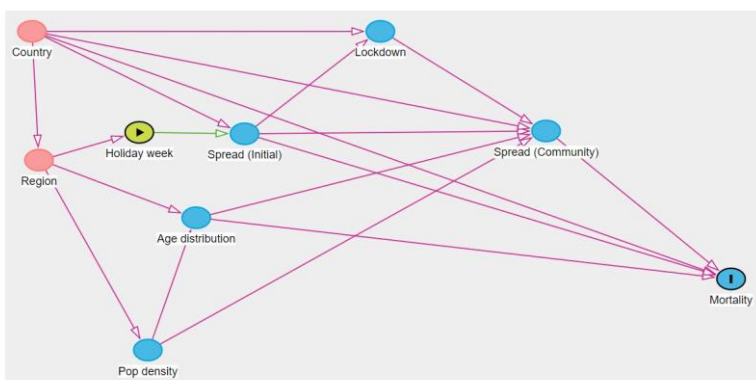 Country
Lockdown
Holiday week
Spread (Initial)
Spread (Community)
Region
Age distribution
Mortality
Pop density